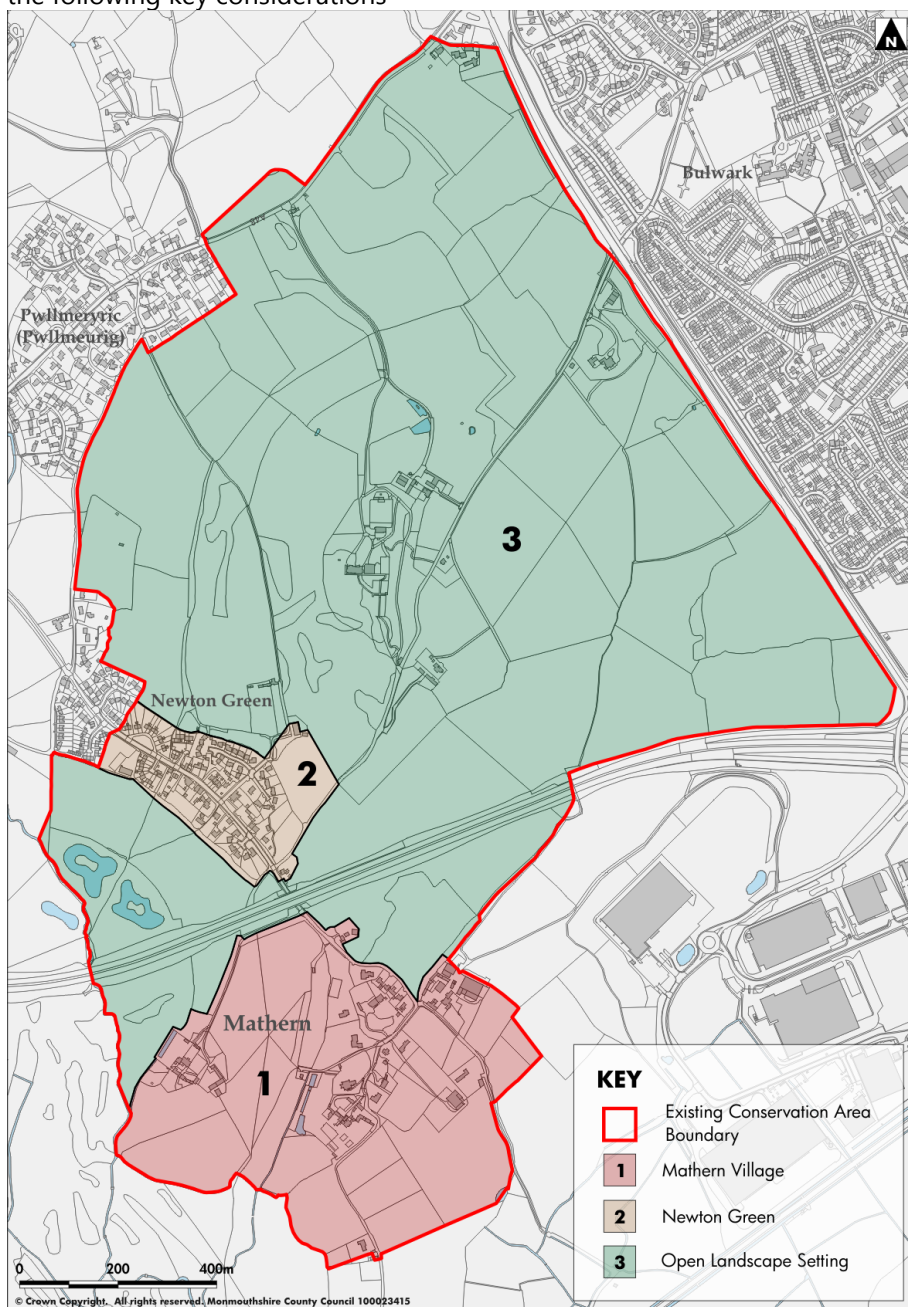 the following key considerations
N
Bulwark
Pwllmeryric
(Pwllmeurig)
3
Newton Green
2
Mathern
1
KEY
Existing Conservation Area
Boundary
1 Mathern Village
2 Newton Green
3 Open Landscape Setting
0 200 400m
© Crown Copyright. All rights reserved. Monmouthshire County Council 100023415